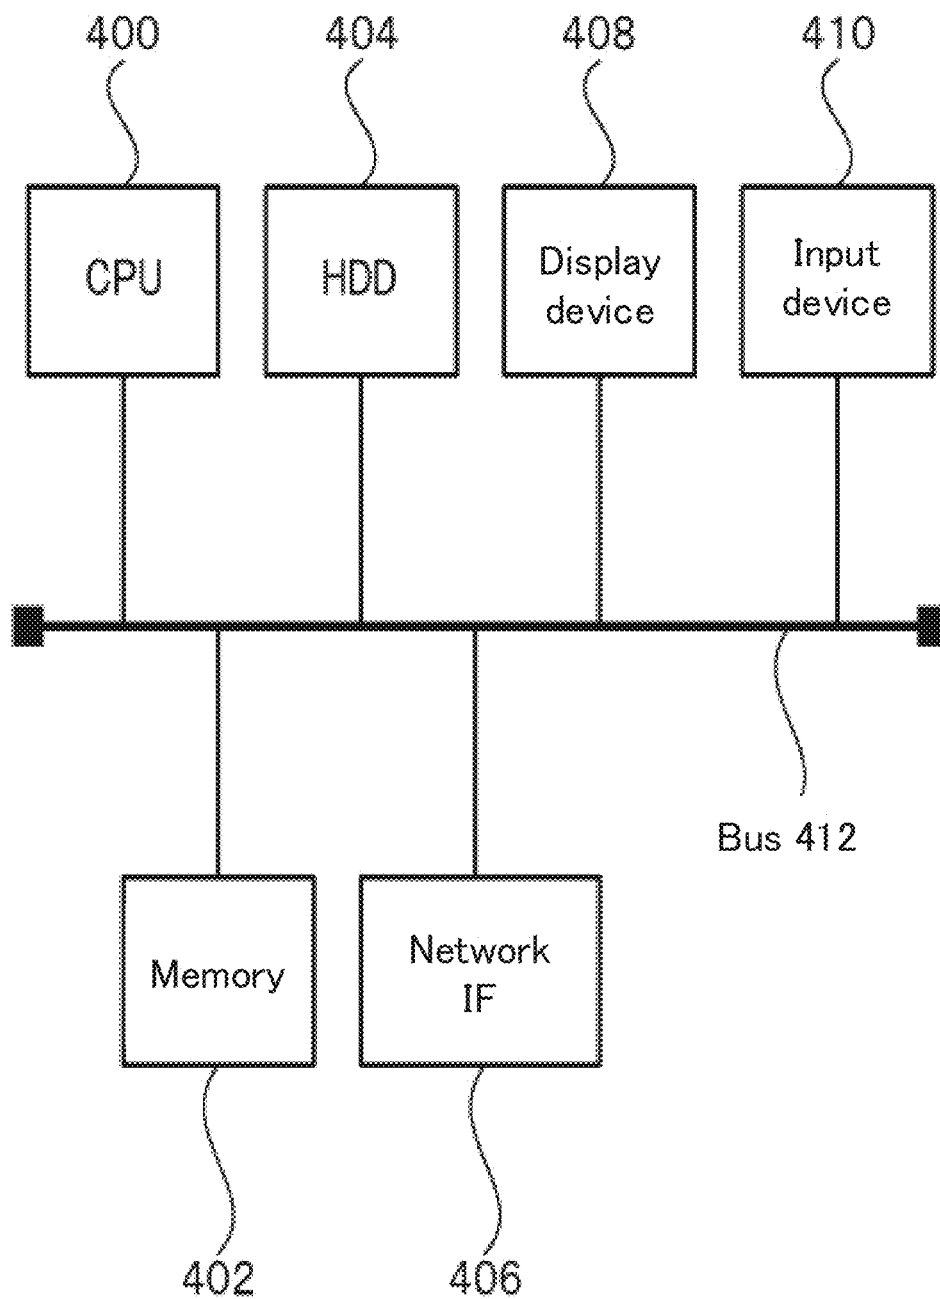 400 404 408 410
CPU
HDD
Display
device
Input
device
Bus 412
Memory
Network
IF
402 406